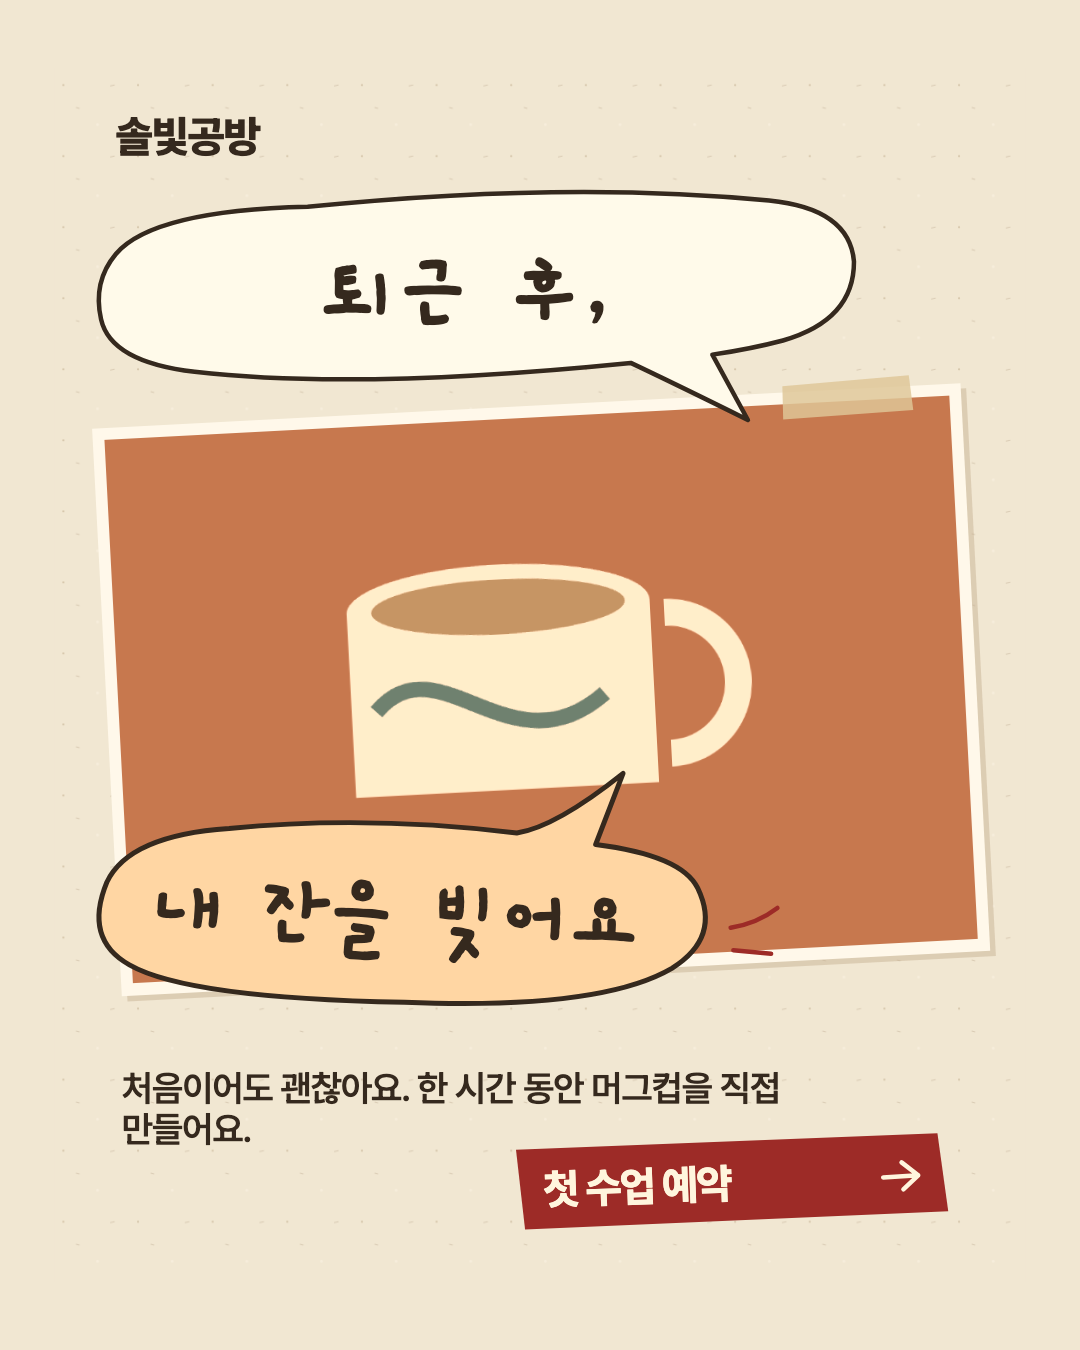 솔빛공방
퇴근 후,
내 잔을 빚어요
처음이어도 괜찮아요. 한 시간 동안 머그컵을 직접
만들어요.
첫 수업 예약